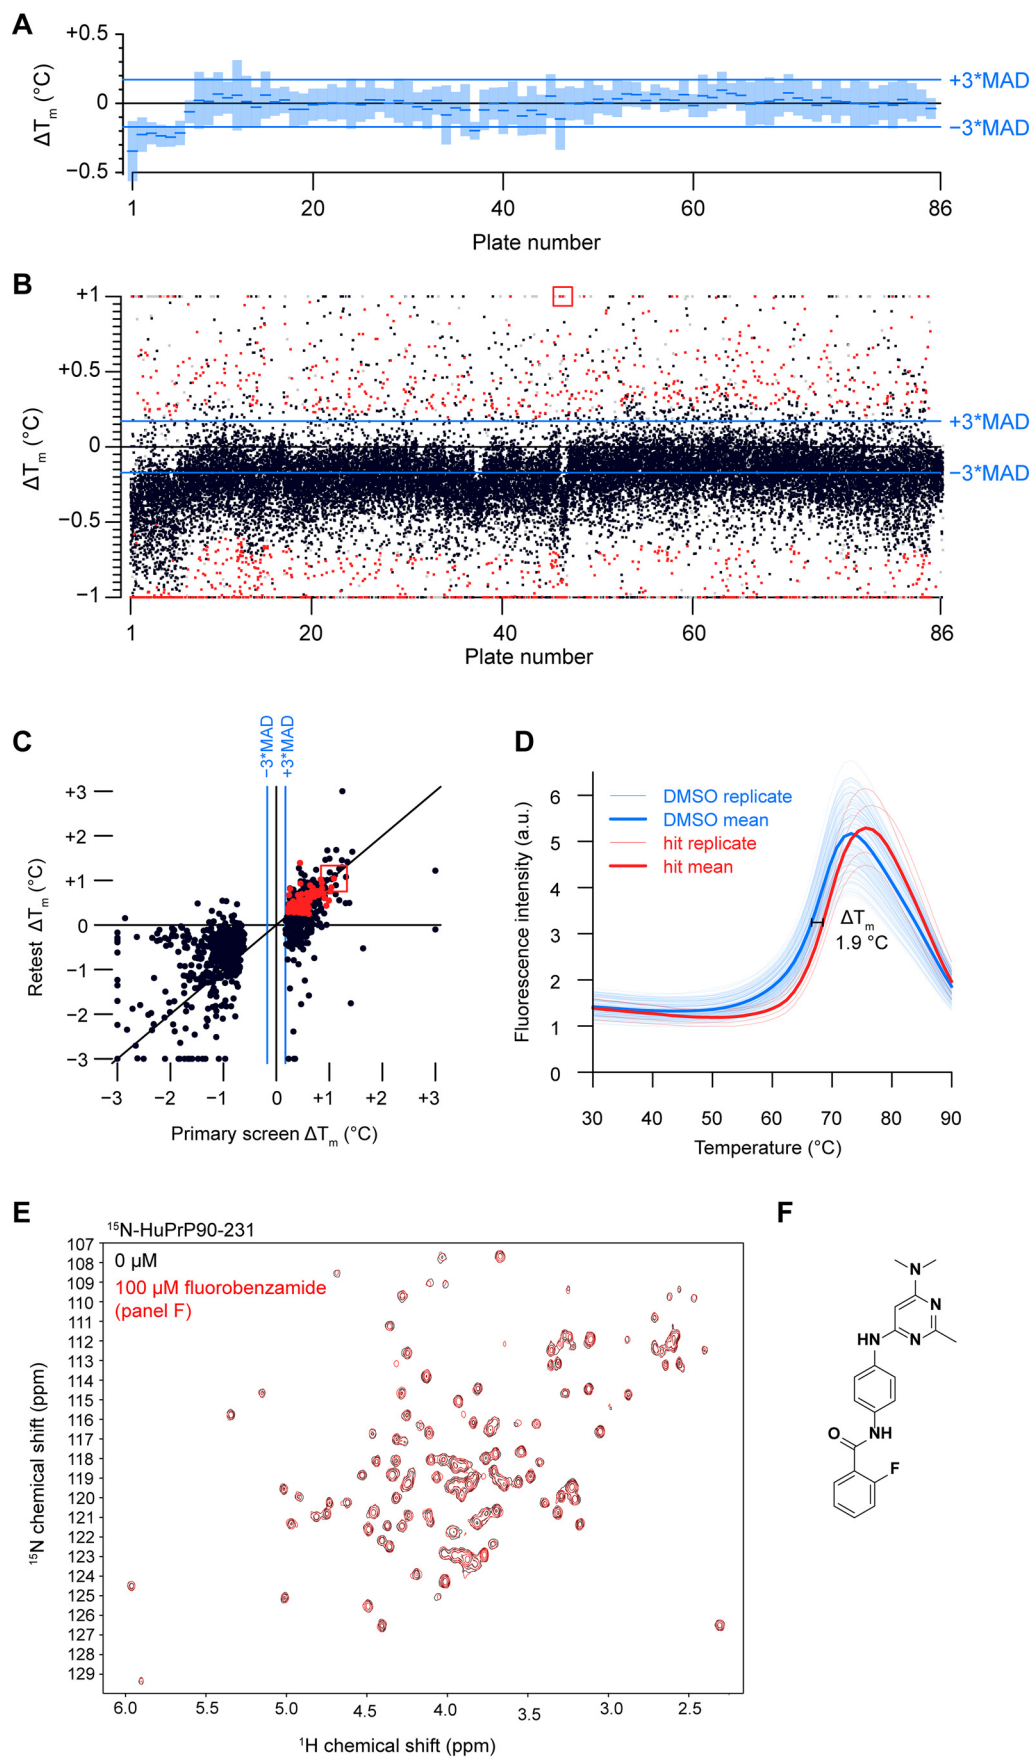 A
+0.5
0
−0.5
ΔTm (°C)
+3*MAD
−3*MAD
1
20
40
60
86
Plate number
B
+1
+0.5
0
−0.5
−1
ΔTm (°C)
+3*MAD
−3*MAD
1
20
40
60
86
Plate number
C
−3*MAD
+3*MAD
+3
+2
+1
0
−1
−2
−3
Retest ΔTm (°C)
−3
−2
−1
0
+1
+2
+3
Primary screen ΔTm (°C)
D
DMSO replicate
DMSO mean
hit replicate
hit mean
6
5
4
3
2
1
0
Fluorescence intensity (a.u.)
ΔTm
1.9 °C
30
40
50
60
70
80
90
Temperature (°C)
E
15N-HuPrP90-231
0 µM
100 µM fluorobenzamide
(panel F)
107
108
109
110
111
112
113
114
115
116
117
118
119
120
121
122
123
124
125
126
127
128
129
15N chemical shift (ppm)
6.0
5.5
5.0
4.5
4.0
3.5
3.0
2.5
1H chemical shift (ppm)
F
N
N
HN
N
O
NH
F